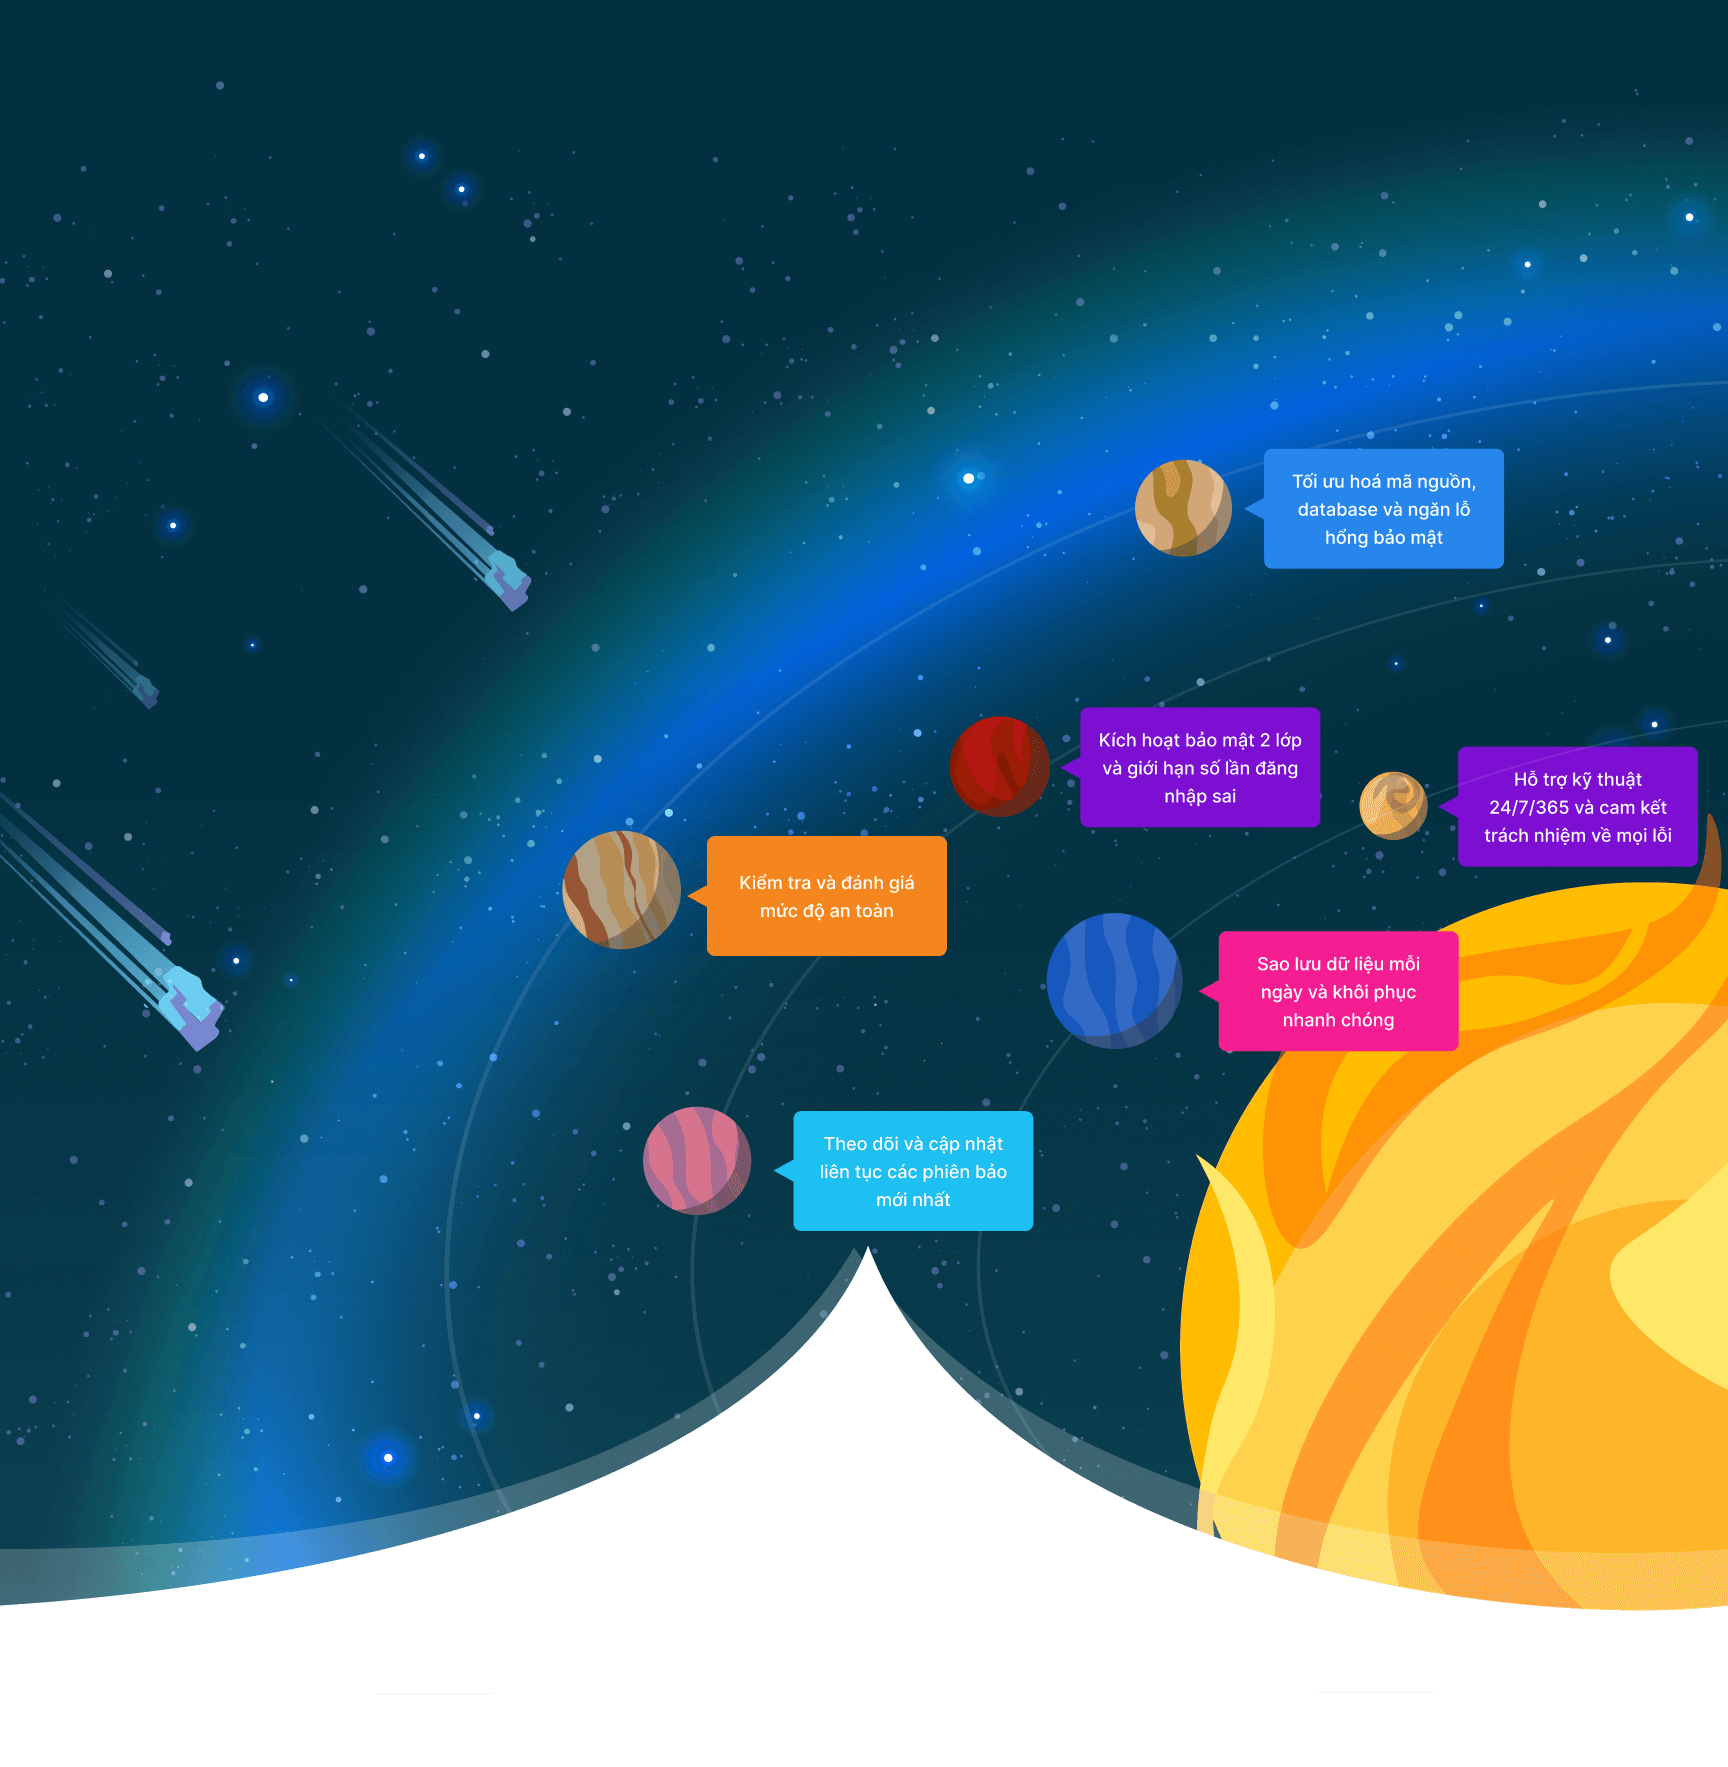 Tối ưu hoá mã nguồn,
database và ngăn lỗ
hổng bảo mật
Kích hoạt bảo mật 2 lớp
và giới hạn số lần đăng
nhập sai
Hỗ trợ kỹ thuật
24/7/365 và cam kết
trách nhiệm về mọi lỗi
Kiểm tra và đánh giá
mức độ an toàn
Sao lưu dữ liệu mỗi
ngày và khôi phục
nhanh chóng
Theo dõi và cập nhật
liên tục các phiên bảo
mới nhất